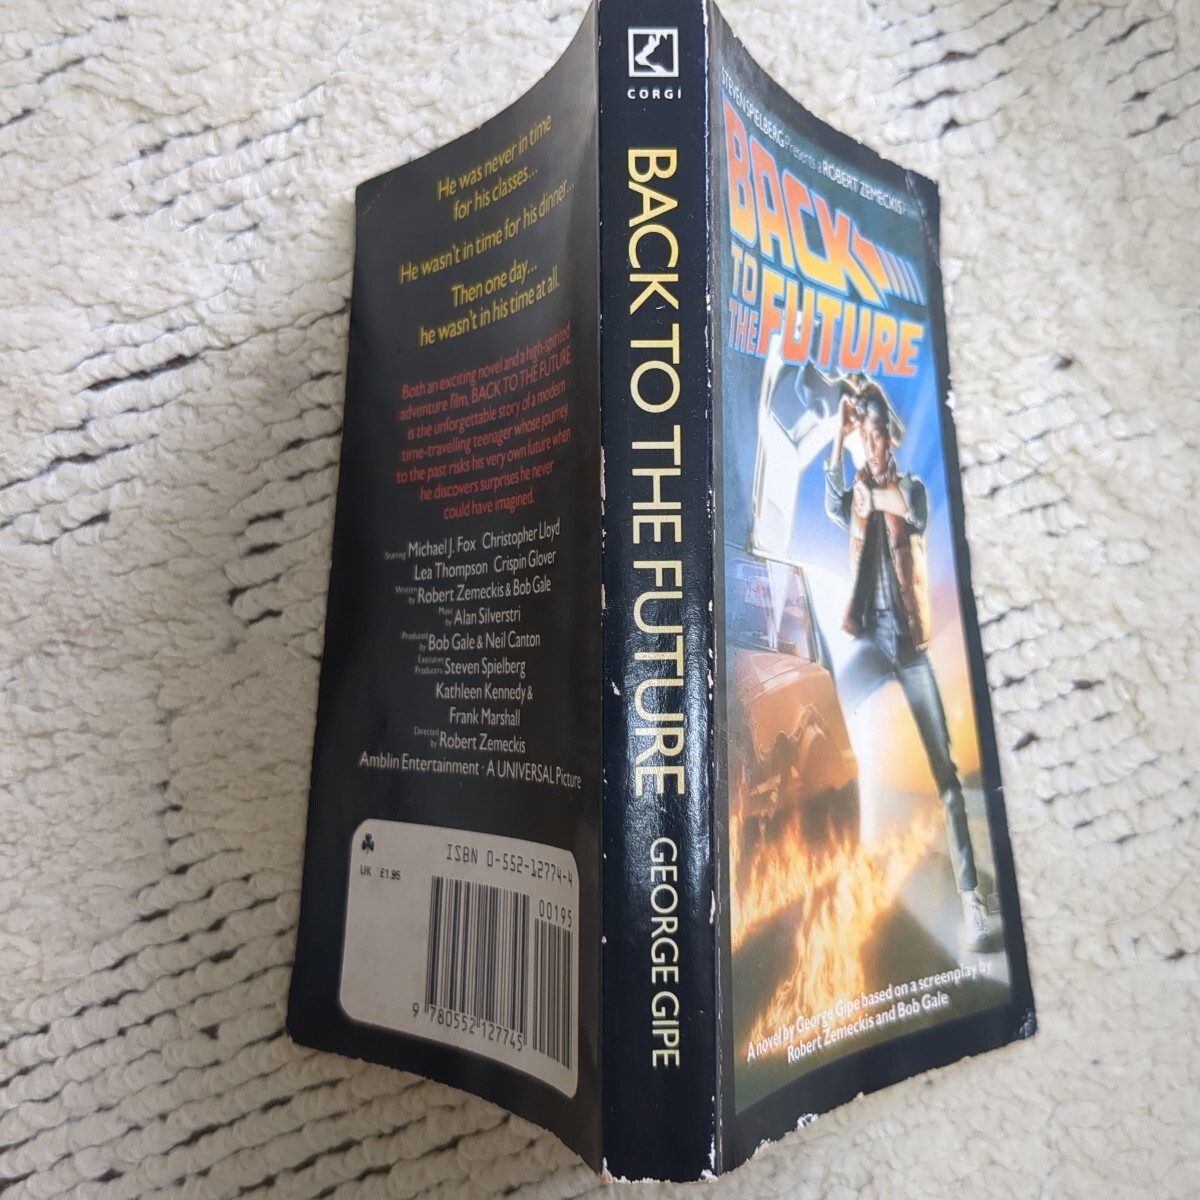 He was never in time
for his classes...
He wasn't in time for his dinner...
Then one day...
he wasn't in his time at all.
Both an exciting novel and a high-spirited
adventure film, BACK TO THE FUTURE
is the unforgettable story of a modern
time-travelling teenager whose journey
to the past risks his very own future when
he discovers surprises he never
could have imagined.
Starring Michael J. Fox Christopher Lloyd
Lea Thompson Crispin Glover
Written by Robert Zemeckis & Bob Gale
Music by Alan Silverstri
Produced by Bob Gale & Neil Canton
Executive Producers Steven Spielberg
Kathleen Kennedy &
Frank Marshall
Directed by Robert Zemeckis
Amblin Entertainment · A UNIVERSAL Picture
ISBN 0-552-12774-4
UK £1.95
00195
9 780552 127745
CORGI
BACK TO THE FUTURE
GEORGE GIPE
STEVEN SPIELBERG Presents a ROBERT ZEMECKIS
BACK
TO
THE FUTURE
A novel by George Gipe based on a screenplay by
Robert Zemeckis and Bob Gale